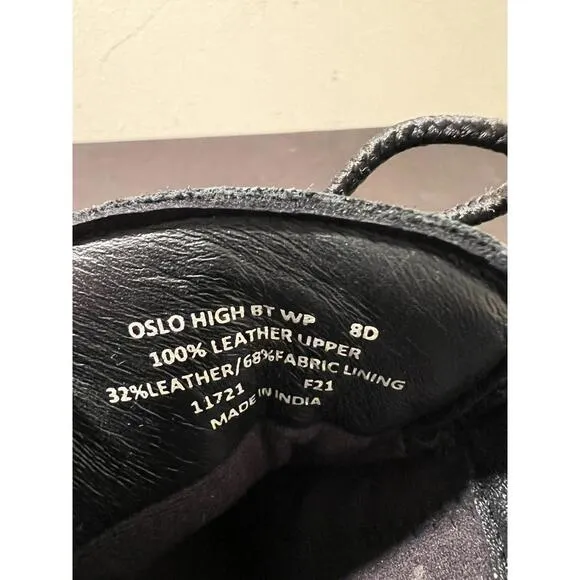 OSLO HIGH BT WP 8D
100% LEATHER UPPER
32%LEATHER/68%FABRIC LINING
11721 F21
MADE IN INDIA